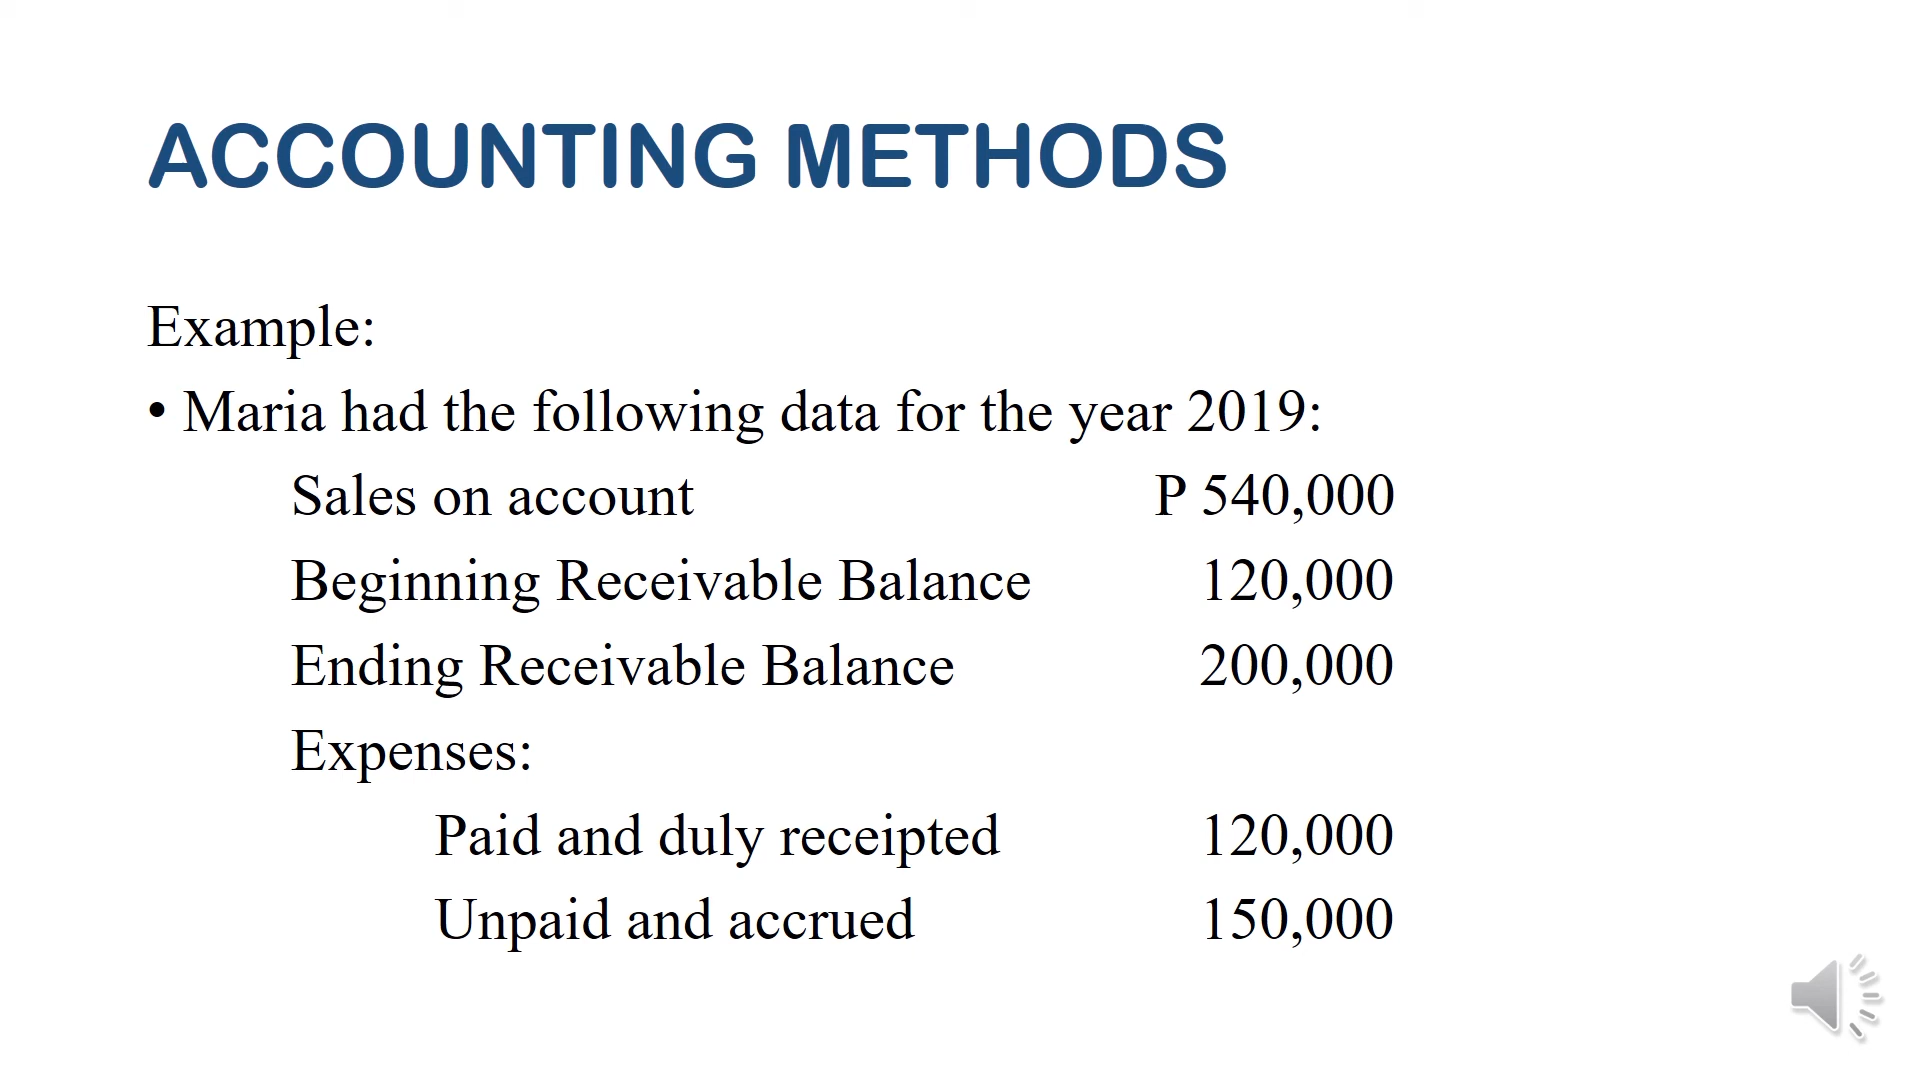 ACCOUNTING METHODS
Example:
• Maria had the following data for the year 2019:
Sales on account P 540,000
Beginning Receivable Balance 120,000
Ending Receivable Balance 200,000
Expenses:
Paid and duly receipted 120,000
Unpaid and accrued 150,000